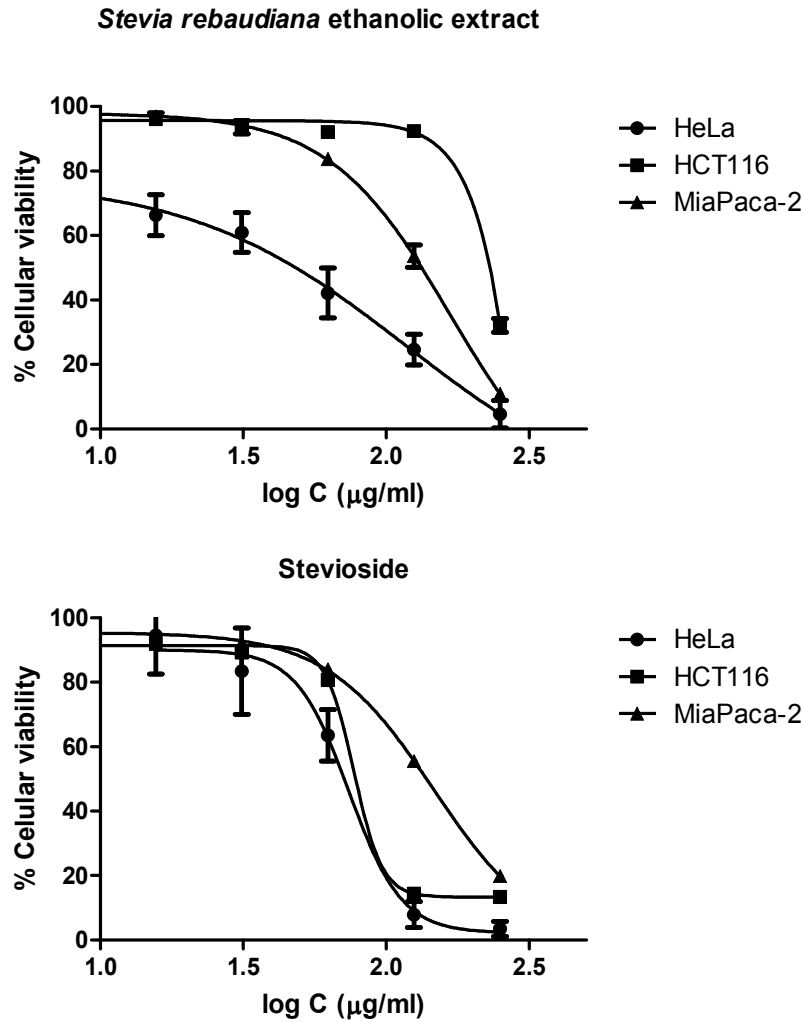 Stevia rebaudiana ethanolic extract
100
80
60
40
20
0
% Cellular viability
1.0 1.5 2.0 2.5
log C (μg/ml)
HeLa
HCT116
MiaPaca-2
Stevioside
100
80
60
40
20
0
% Celular viability
1.0 1.5 2.0 2.5
log C (μg/ml)
HeLa
HCT116
MiaPaca-2